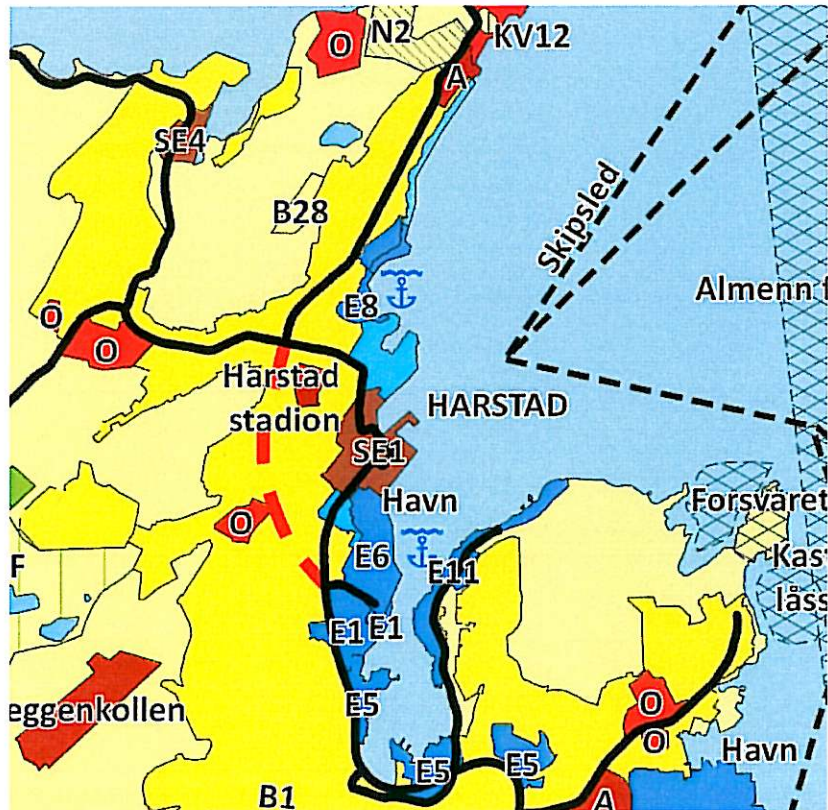 N2
O
KV12
A
SE4
B28
Skipsled
Almenn f
E8
O
O
Harstad
stadion
HARSTAD
SE1
Havn
Forsvaret
O
E6
E11
Kast
låss
F
E1
E1
eggenkollen
E5
O
O
Havn
E5
E5
B1
A